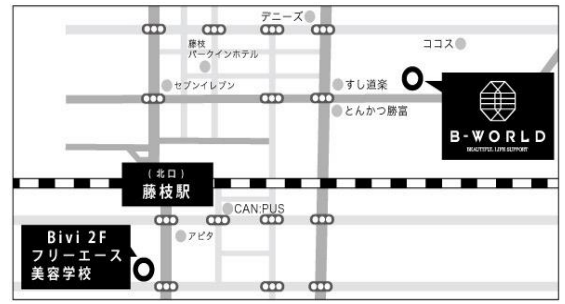 デニーズ
ココス
藤枝
パークインホテル
セブンイレブン
すし道楽
とんかつ勝富
B-WORLD
BEAUTIFUL LIFE SUPPORT
(北口)
藤枝駅
CAN:PUS
アピタ
Bivi 2F
フリーエース
美容学校